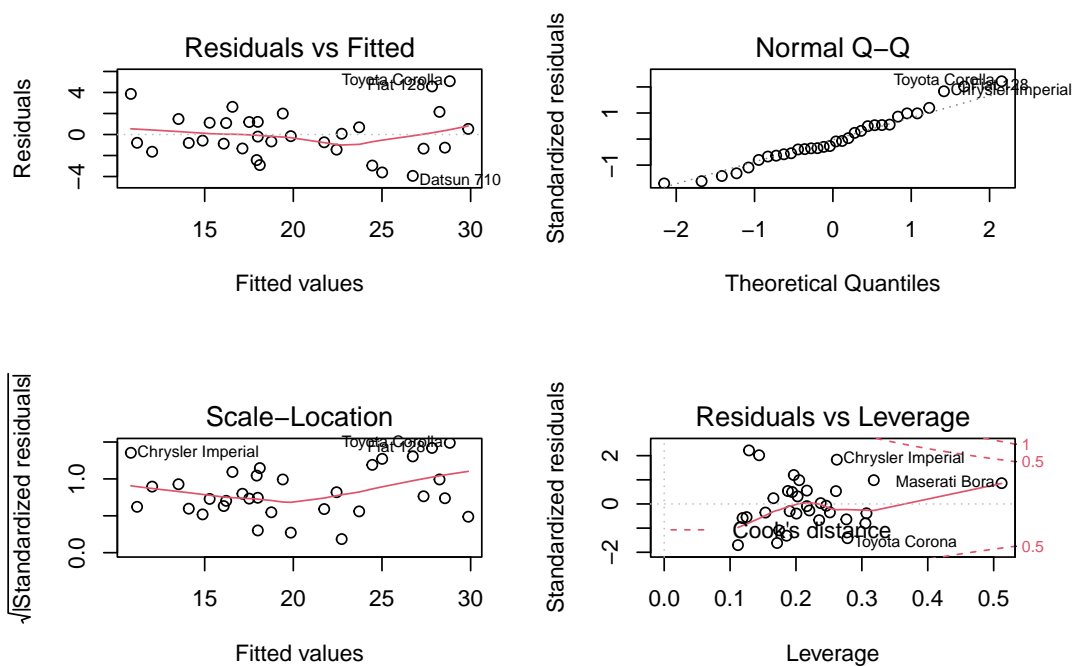 Residuals vs Fitted
Residuals
4
0
−4
Toyota Corolla
Fiat 128
Datsun 710
15
20
25
30
Fitted values
Normal Q−Q
Standardized residuals
1
−1
Toyota Corolla
Fiat 128
Chrysler Imperial
−2
−1
0
1
2
Theoretical Quantiles
Scale−Location
√|Standardized residuals|
1.0
0.0
Chrysler Imperial
Toyota Corolla
Fiat 128
15
20
25
30
Fitted values
Residuals vs Leverage
Standardized residuals
2
0
−2
Chrysler Imperial
Maserati Bora
Toyota Corona
Cook's distance
1
0.5
0.5
0.0
0.1
0.2
0.3
0.4
0.5
Leverage